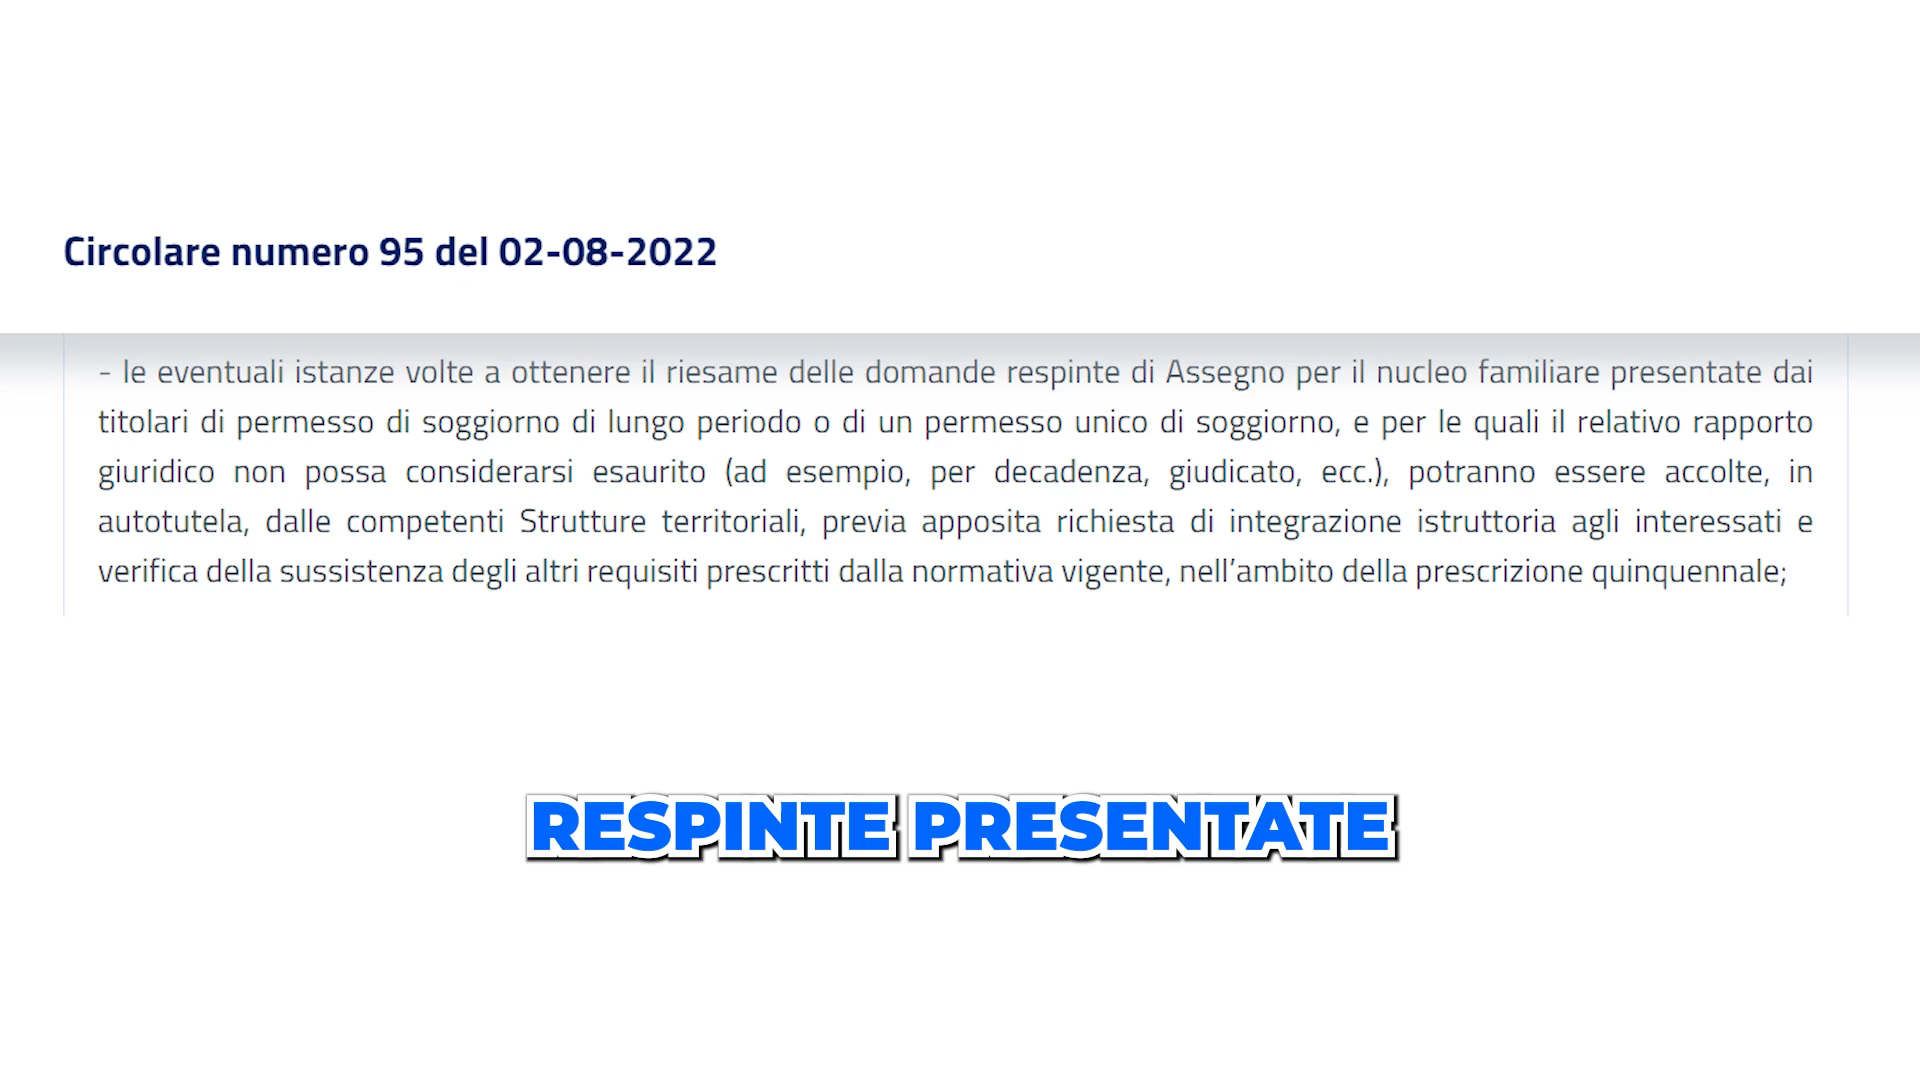 Circolare numero 95 del 02-08-2022
- le eventuali istanze volte a ottenere il riesame delle domande respinte di Assegno per il nucleo familiare presentate dai
titolari di permesso di soggiorno di lungo periodo o di un permesso unico di soggiorno, e per le quali il relativo rapporto
giuridico non possa considerarsi esaurito (ad esempio, per decadenza, giudicato, ecc.), potranno essere accolte, in
autotutela, dalle competenti Strutture territoriali, previa apposita richiesta di integrazione istruttoria agli interessati e
verifica della sussistenza degli altri requisiti prescritti dalla normativa vigente, nell’ambito della prescrizione quinquennale;
RESPINTE PRESENTATE